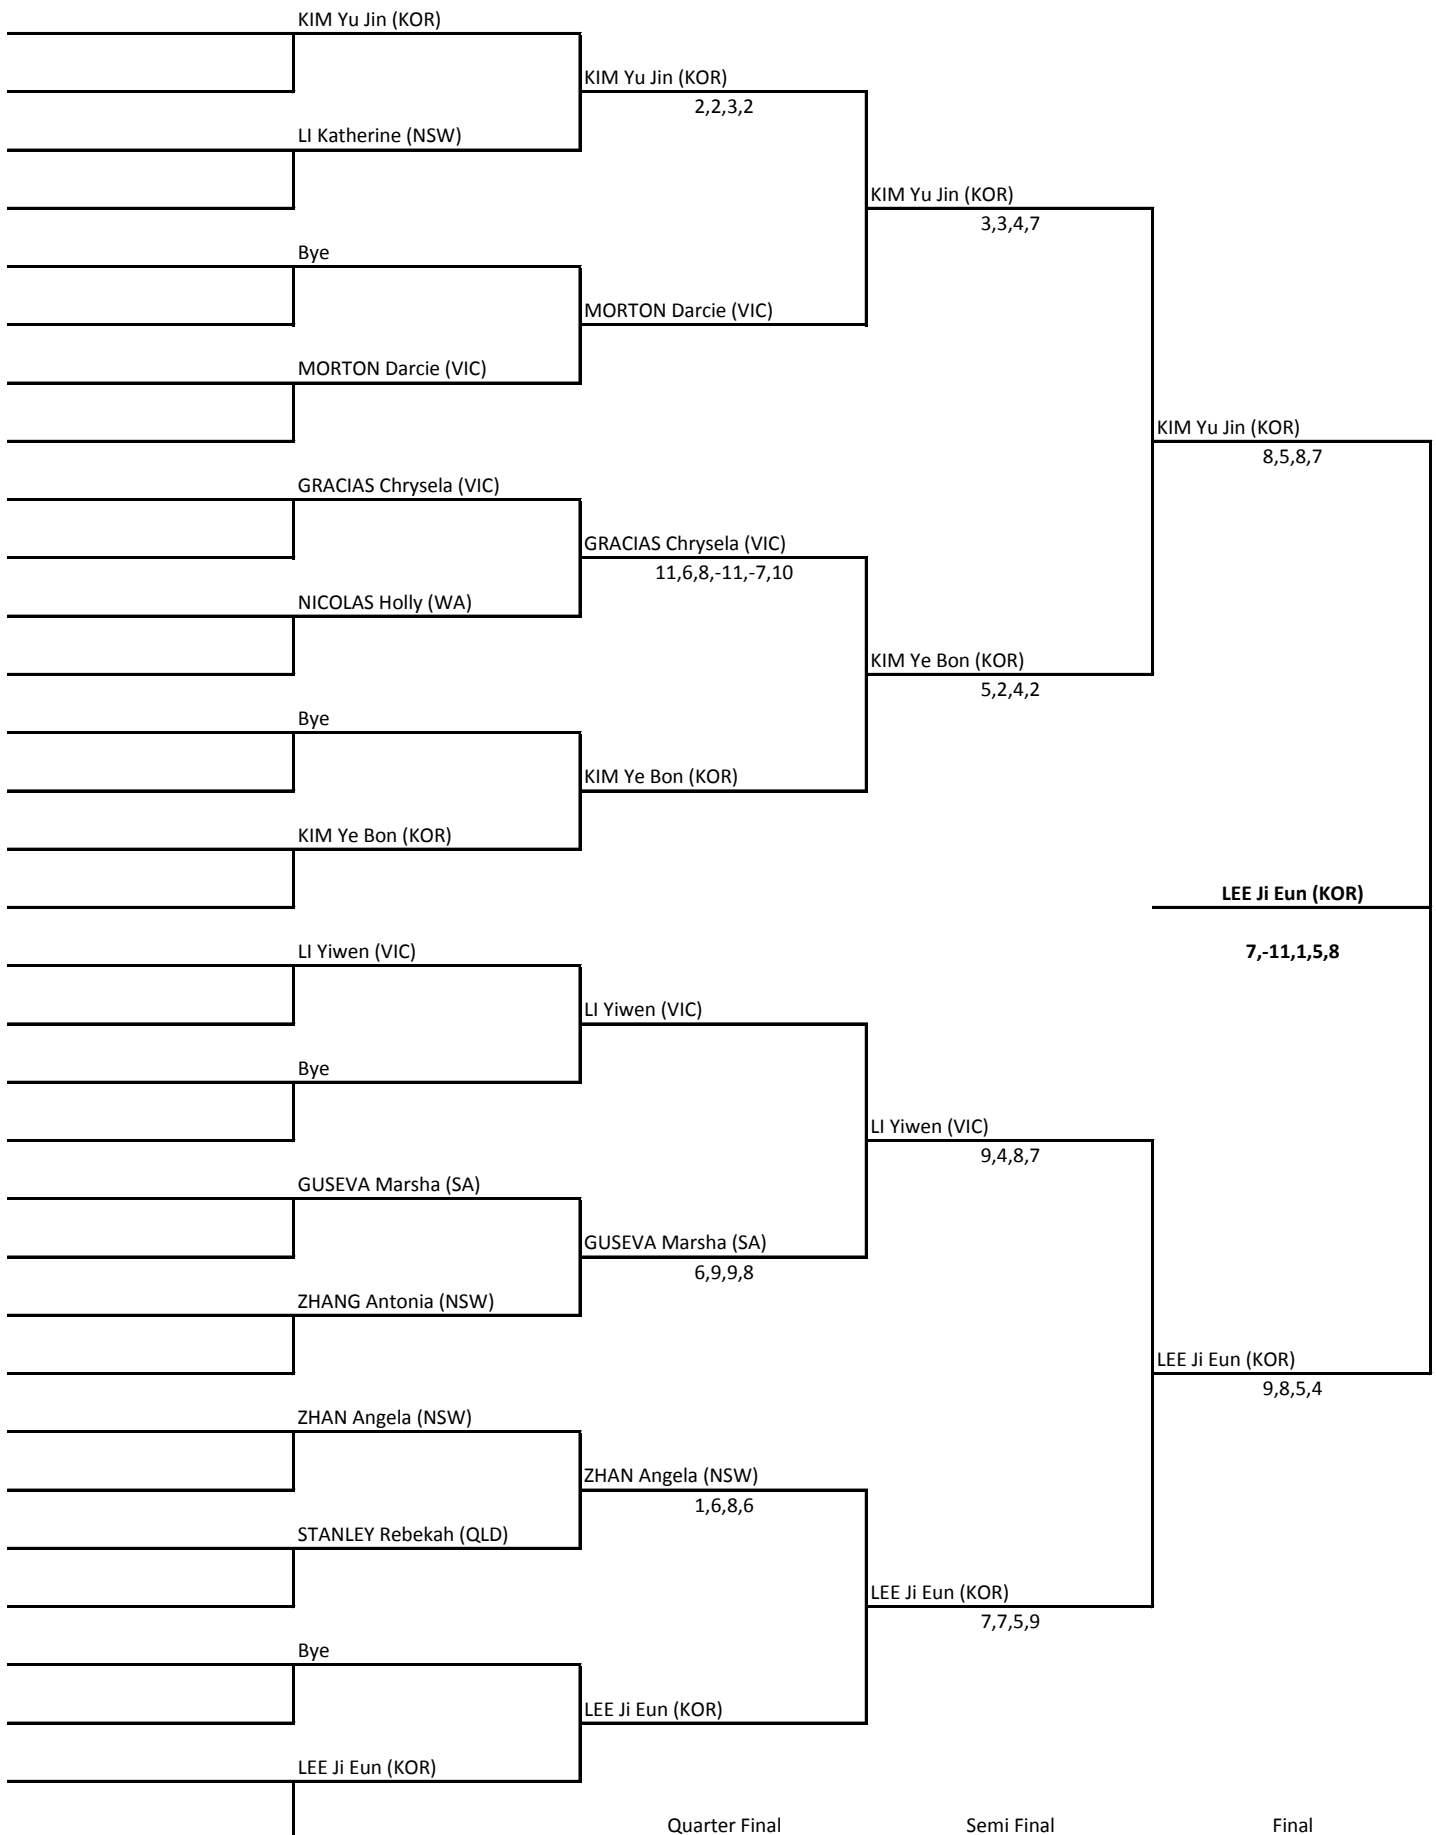 KIM Yu Jin (KOR)
KIM Yu Jin (KOR)
2,2,3,2
LI Katherine (NSW)
KIM Yu Jin (KOR)
3,3,4,7
Bye
MORTON Darcie (VIC)
MORTON Darcie (VIC)
KIM Yu Jin (KOR)
8,5,8,7
GRACIAS Chrysela (VIC)
GRACIAS Chrysela (VIC)
11,6,8,-11,-7,10
NICOLAS Holly (WA)
KIM Ye Bon (KOR)
5,2,4,2
Bye
KIM Ye Bon (KOR)
KIM Ye Bon (KOR)
LEE Ji Eun (KOR)
7,-11,1,5,8
LI Yiwen (VIC)
LI Yiwen (VIC)
Bye
LI Yiwen (VIC)
9,4,8,7
GUSEVA Marsha (SA)
GUSEVA Marsha (SA)
6,9,9,8
ZHANG Antonia (NSW)
LEE Ji Eun (KOR)
9,8,5,4
ZHAN Angela (NSW)
ZHAN Angela (NSW)
1,6,8,6
STANLEY Rebekah (QLD)
LEE Ji Eun (KOR)
7,7,5,9
Bye
LEE Ji Eun (KOR)
LEE Ji Eun (KOR)
Quarter Final Semi Final Final